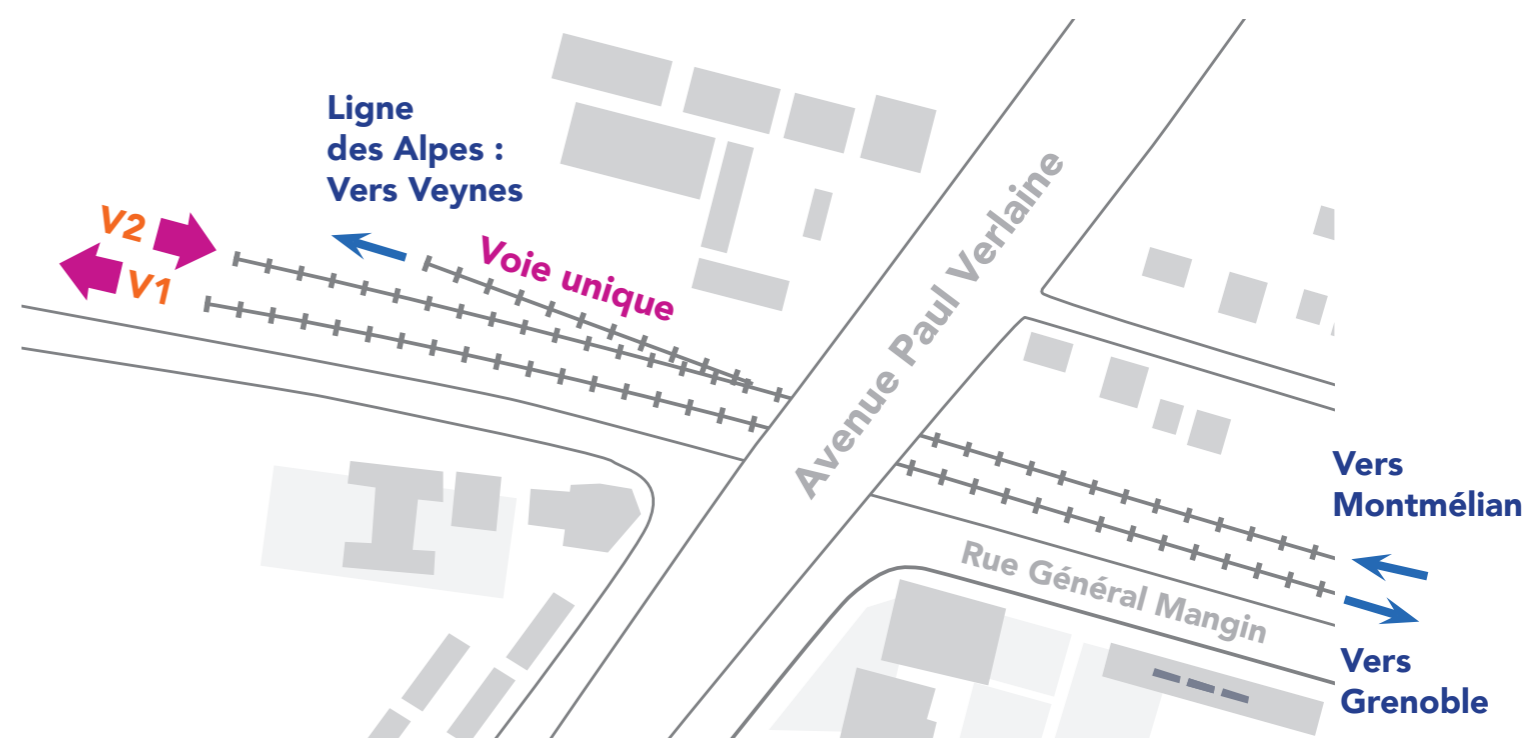 Ligne
des Alpes :
Vers Veynes
V2
V1
Voie unique
Avenue Paul Verlaine
Vers
Montmélian
Rue Général Mangin
Vers
Grenoble